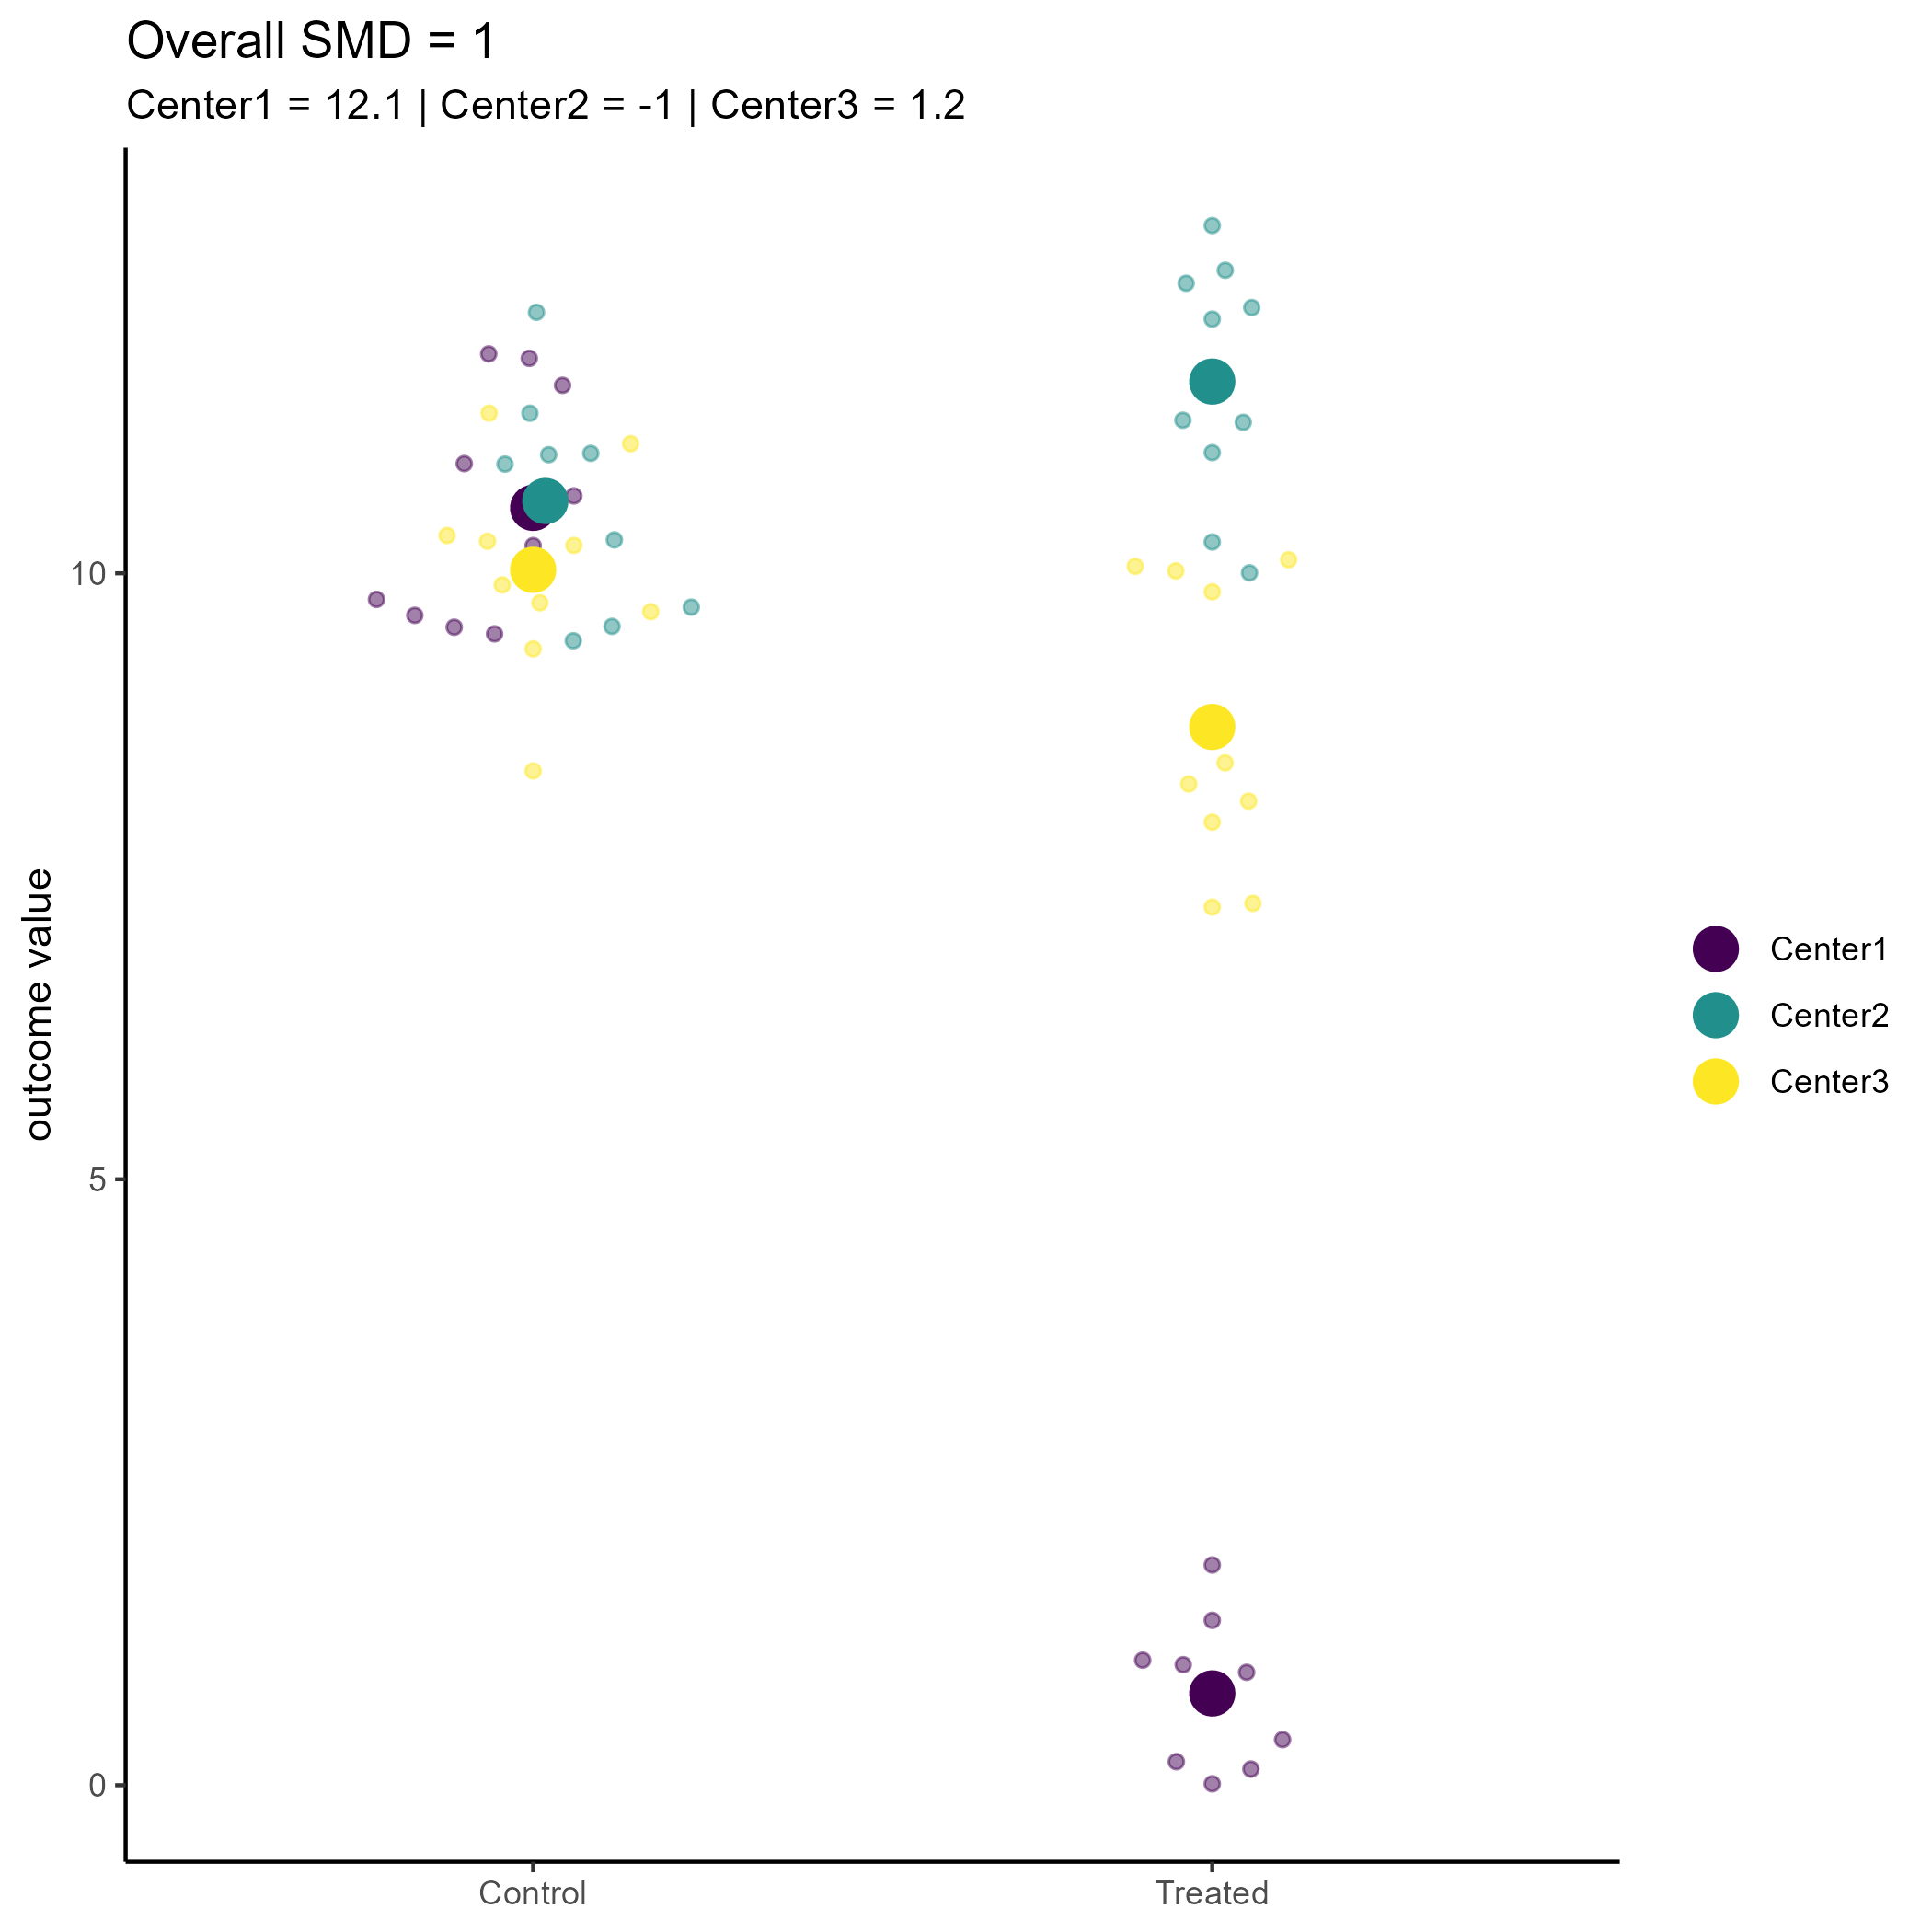 Overall SMD = 1
Center1 = 12.1 | Center2 = -1 | Center3 = 1.2
outcome value
10
5
0
Control
Treated
Center1
Center2
Center3